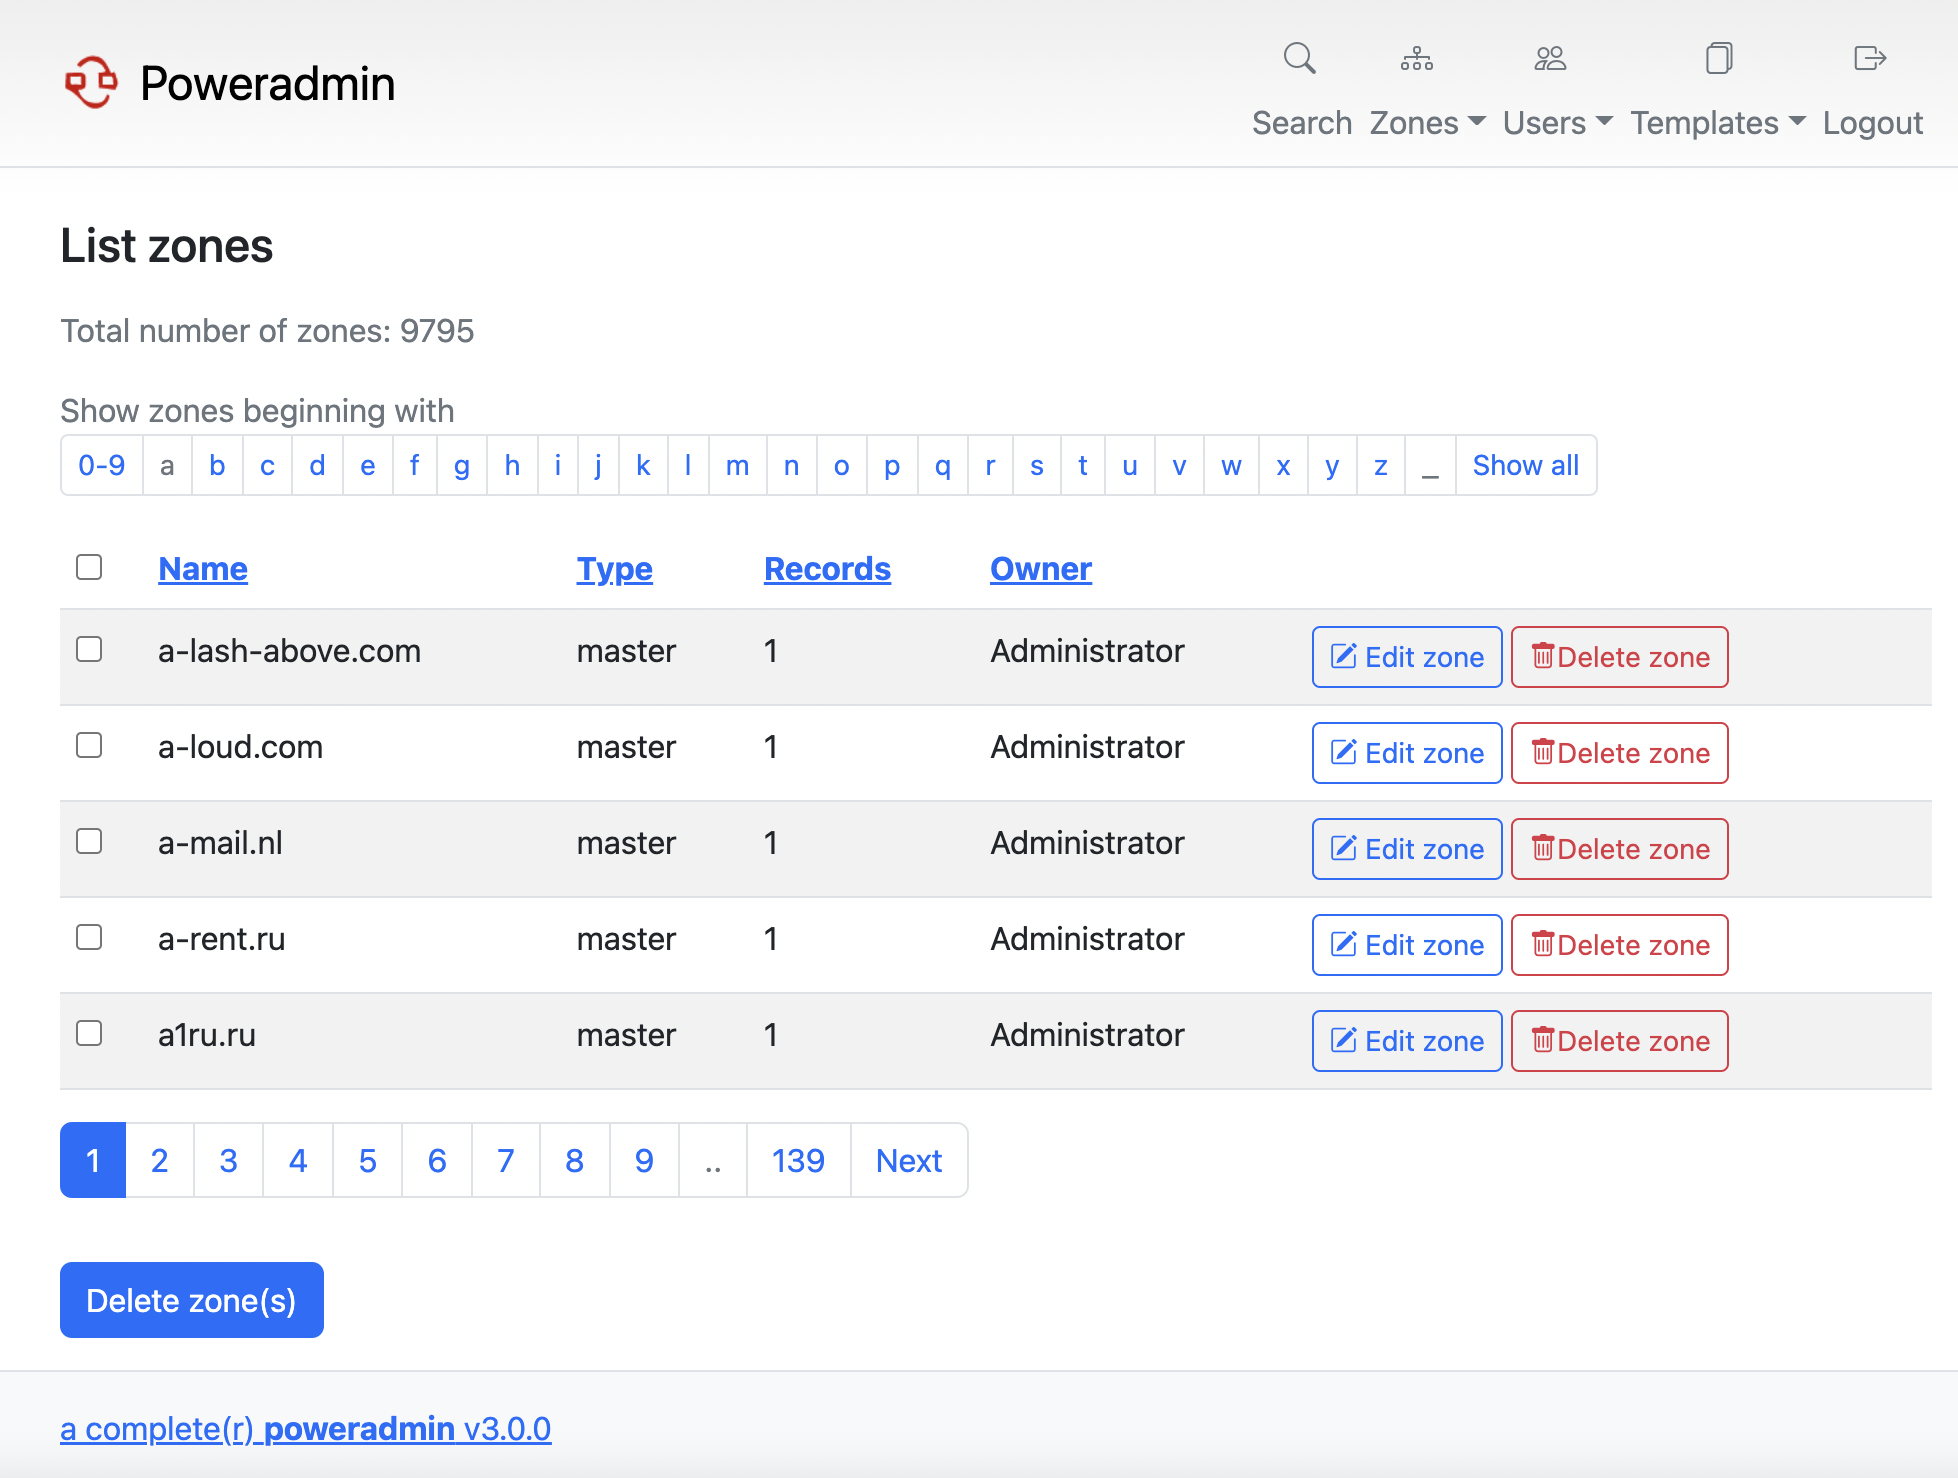 Poweradmin
Search Zones Users Templates Logout
List zones
Total number of zones: 9795
Show zones beginning with
0-9 a b c d e f g h i j k l m n o p q r s t u v w x y z _ Show all
Name Type Records Owner
a-lash-above.com master 1 Administrator Edit zone Delete zone
a-loud.com master 1 Administrator Edit zone Delete zone
a-mail.nl master 1 Administrator Edit zone Delete zone
a-rent.ru master 1 Administrator Edit zone Delete zone
a1ru.ru master 1 Administrator Edit zone Delete zone
1 2 3 4 5 6 7 8 9 .. 139 Next
Delete zone(s)
a complete(r) poweradmin v3.0.0